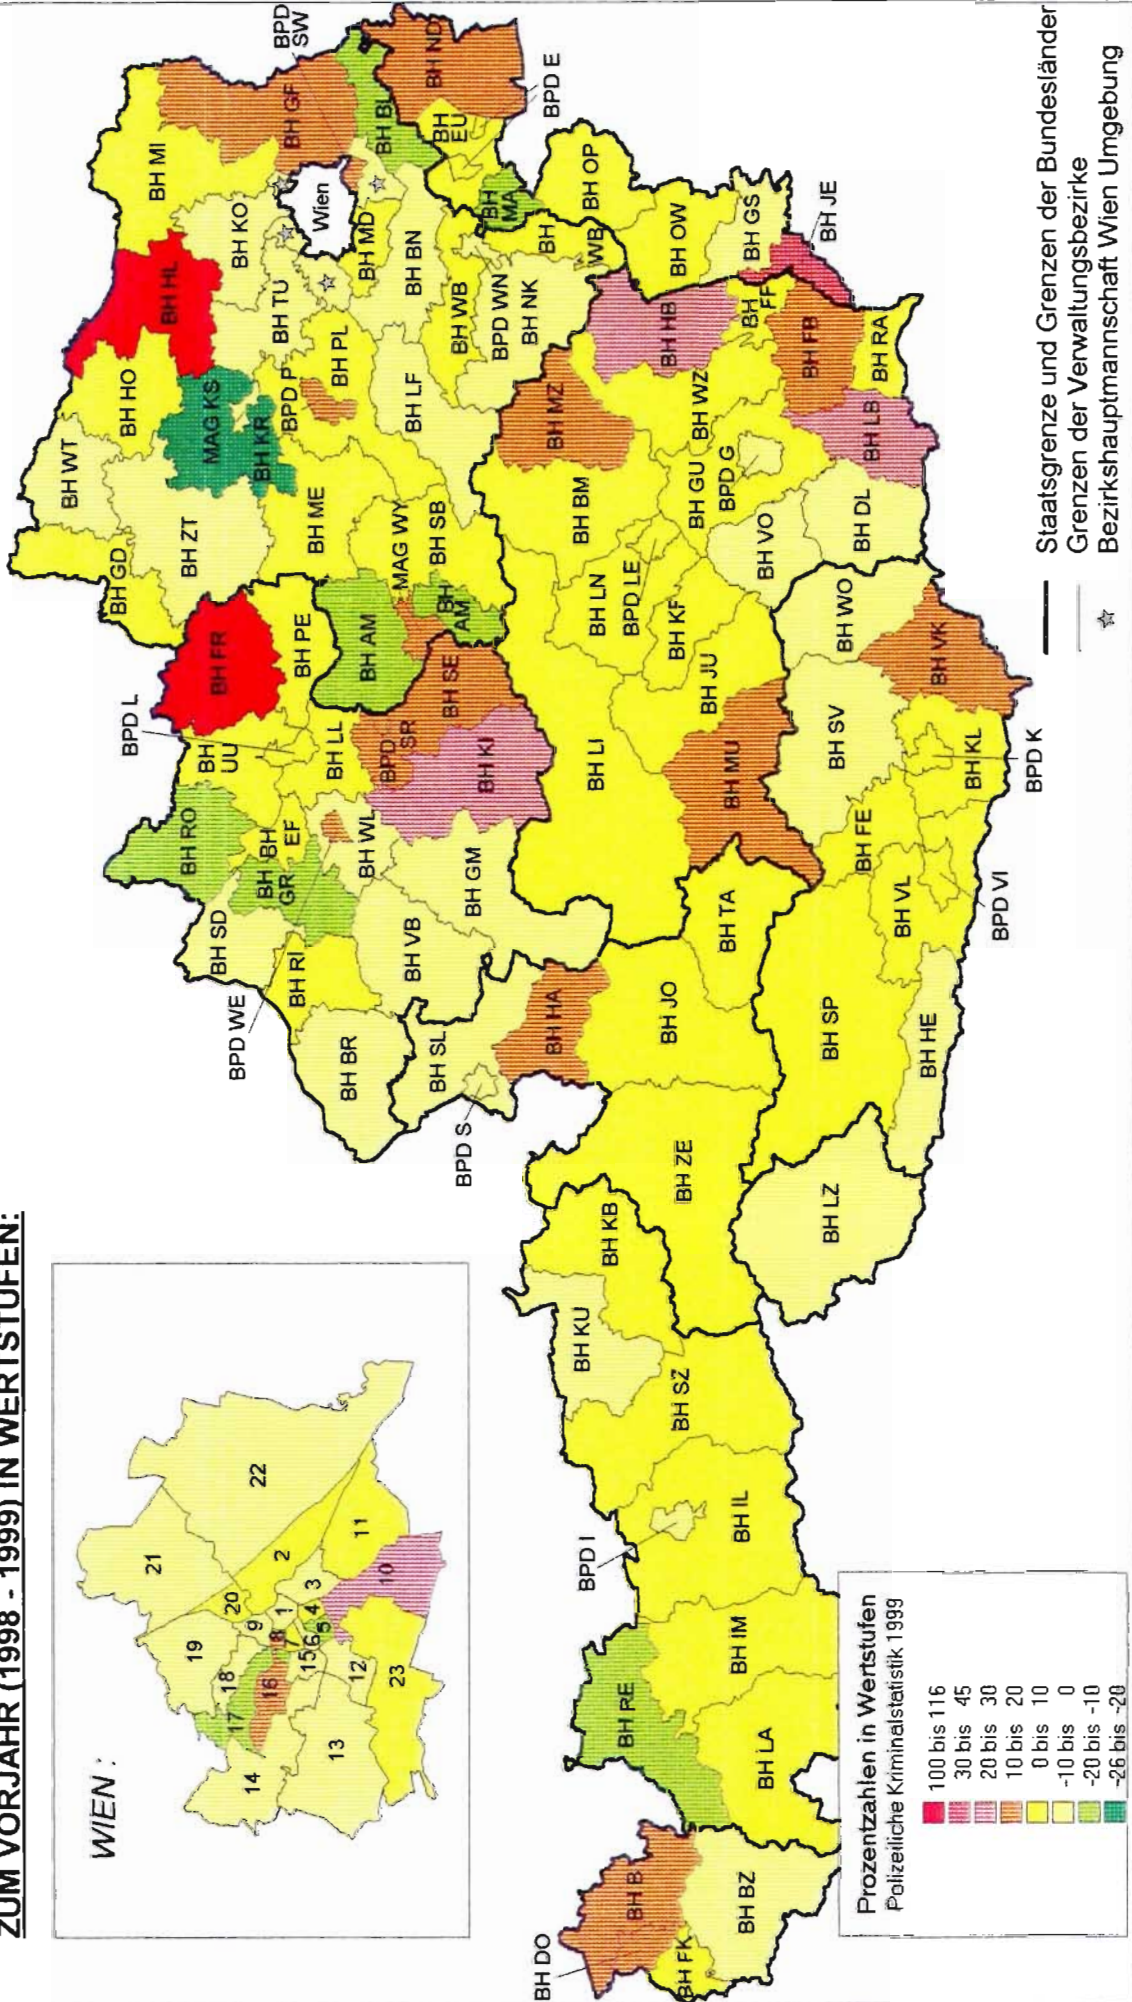 ZUM VORJAHR (1998 - 1999) IN WERTSTUFEN:
WIEN :
21
22
20
2
19
9
1
3
11
18
17
16
8
7
4
5
6
15
10
14
13
12
23
BH GD
BH WT
BH HO
BH HL
BH MI
BH ZT
MAG KS
BH KR
BH KO
BH GF
BPD SW
BH ND
BH FR
BH ME
BPD P
BH TU
Wien
BH BL
BH EU
BPD E
BPD L
BH PE
BH PL
BH MD
BH UU
BH AM
MAG WY
BH LF
BH BN
BH MA
BH RO
BH LL
BH SB
BH AM
BH WB
BPD WN
BH NK
BH WB
BH OP
BH SD
BH GR
BH EF
BH
BPD SR
BH SE
BH KI
BH WL
BPD WE
BH RI
BH BR
BH VB
BH GM
BH MZ
BH HB
BH OW
BH GS
BH JE
BH SL
BPD S
BH HA
BH LI
BH LN
BH BM
BPD LE
BH GU
BPD G
BH WZ
BH FF
BH FB
BH RA
BH KF
BH JU
BH VO
BH DL
BH LB
BH MU
BH JO
BH TA
BH ZE
BH KB
BH KU
BH SZ
BPD I
BH IL
BH IM
BH RE
BH LA
BH DO
BH B
BH FK
BH BZ
BH LZ
BH SP
BH HE
BH VL
BPD VI
BH FE
BH SV
BH WO
BH VK
BH KL
BPD K
Prozentzahlen in Wertstufen
Polizeiliche Kriminalstatistik 1999
100 bis 116
30 bis 45
20 bis 30
10 bis 20
0 bis 10
-10 bis 0
-20 bis -10
-26 bis -20
Staatsgrenze und Grenzen der Bundesländer
Grenzen der Verwaltungsbezirke
Bezirkshauptmannschaft Wien Umgebung